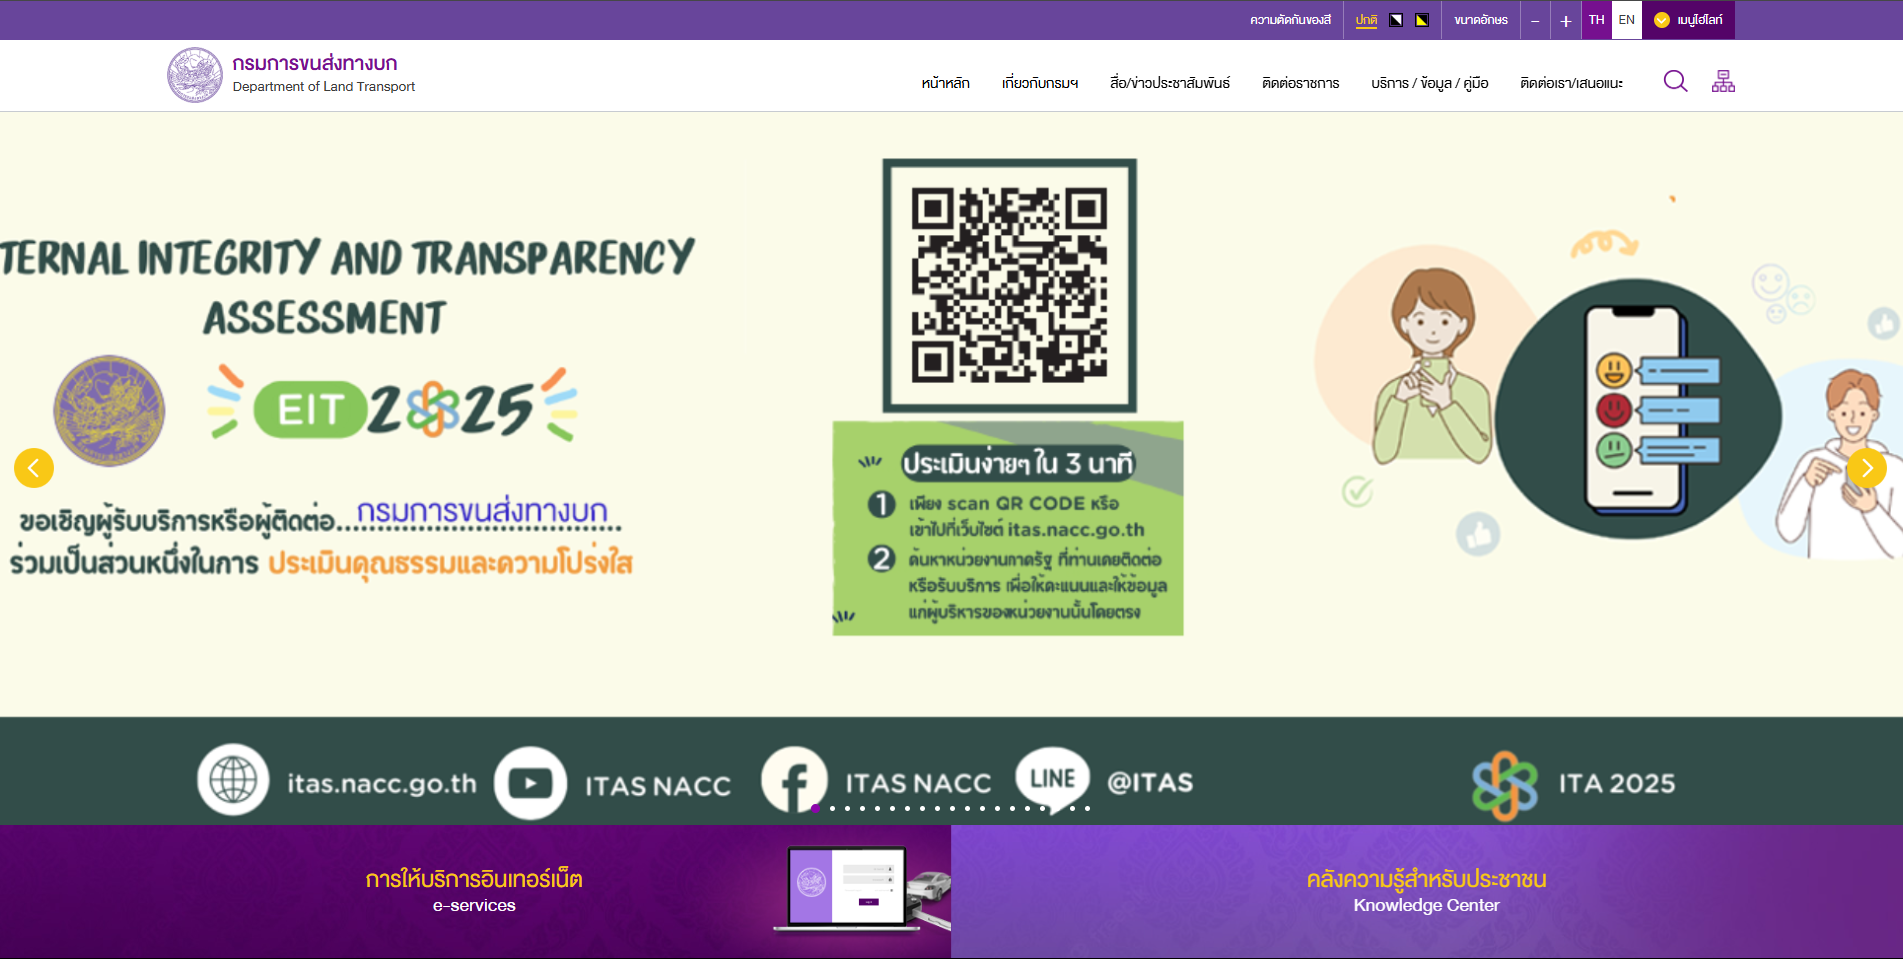 ความตัดกันของสี
ปกติ
ขนาดอักษร
-
+
TH
EN
เมนูไฮไลท์
กรมการขนส่งทางบก
Department of Land Transport
หน้าหลัก
เกี่ยวกับกรมฯ
สื่อ/ข่าวประชาสัมพันธ์
ติดต่อราชการ
บริการ / ข้อมูล / คู่มือ
ติดต่อเรา/เสนอแนะ
TERNAL INTEGRITY AND TRANSPARENCY
ASSESSMENT
EIT 2025
ขอเชิญผู้รับบริการหรือผู้ติดต่อ...กรมการขนส่งทางบก
ร่วมเป็นส่วนหนึ่งในการ ประเมินคุณธรรมและความโปร่งใส
ประเมินง่ายๆ ใน 3 นาที
1 เพียง scan QR CODE หรือ
เข้าไปที่เว็บไซต์ itas.nacc.go.th
2 ค้นหาหน่วยงานภาครัฐ ที่ท่านเคยติดต่อ
หรือรับบริการ เพื่อให้คะแนนและให้ข้อมูล
แก่ผู้บริหารของหน่วยงานนั้นโดยตรง
itas.nacc.go.th
ITAS NACC
ITAS NACC
LINE
@ITAS
ITA 2025
การให้บริการอินเทอร์เน็ต
e-services
คลังความรู้สำหรับประชาชน
Knowledge Center